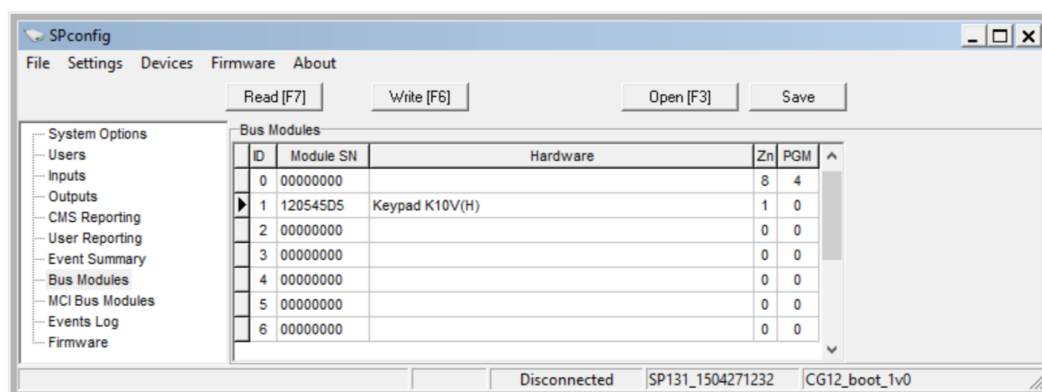 SPconfig
File Settings Devices Firmware About
Read [F7] Write [F6] Open [F3] Save
System Options
Users
Inputs
Outputs
CMS Reporting
User Reporting
Event Summary
Bus Modules
MCI Bus Modules
Events Log
Firmware
Bus Modules
ID Module SN Hardware Zn PGM
0 00000000 8 4
1 120545D5 Keypad K10V(H) 1 0
2 00000000 0 0
3 00000000 0 0
4 00000000 0 0
5 00000000 0 0
6 00000000 0 0
Disconnected SP131_1504271232 CG12_boot_1v0